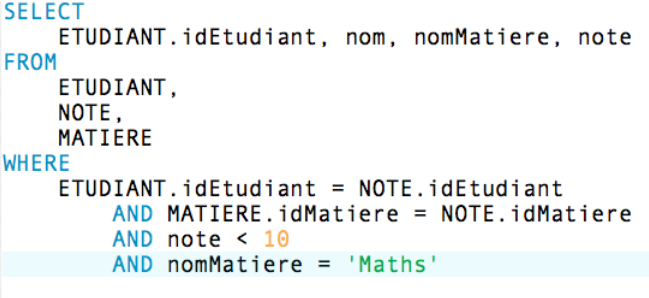 SELECT
ETUDIANT.idEtudiant, nom, nomMatiere, note
FROM
ETUDIANT,
NOTE,
MATIERE
WHERE
ETUDIANT.idEtudiant = NOTE.idEtudiant
AND MATIERE.idMatiere = NOTE.idMatiere
AND note < 10
AND nomMatiere = 'Maths'